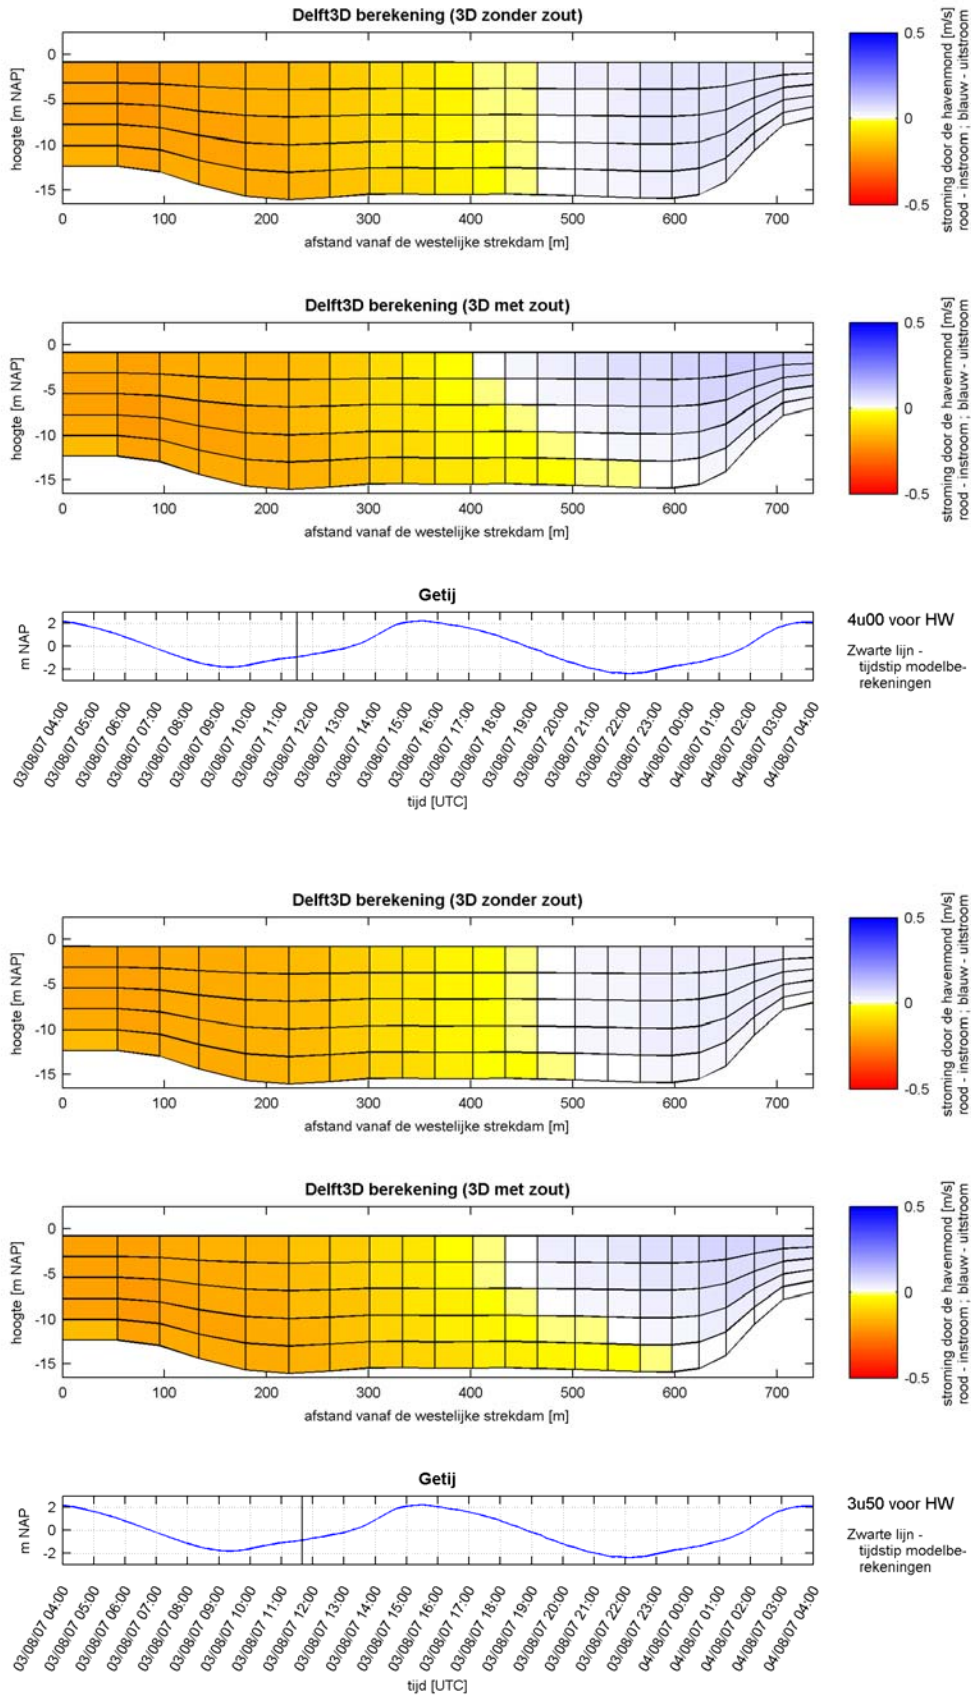 Delft3D berekening (3D zonder zout)
hoogte [m NAP]
0
-5
-10
-15
0 100 200 300 400 500 600 700
afstand vanaf de westelijke strekdam [m]
0.5
0
-0.5
stroming door de havenmond [m/s]
rood - instroom ; blauw - uitstroom
Delft3D berekening (3D met zout)
hoogte [m NAP]
0
-5
-10
-15
0 100 200 300 400 500 600 700
afstand vanaf de westelijke strekdam [m]
0.5
0
-0.5
stroming door de havenmond [m/s]
rood - instroom ; blauw - uitstroom
Getij
m NAP
2
0
-2
03/08/07 04:00
03/08/07 05:00
03/08/07 06:00
03/08/07 07:00
03/08/07 08:00
03/08/07 09:00
03/08/07 10:00
03/08/07 11:00
03/08/07 12:00
03/08/07 13:00
03/08/07 14:00
03/08/07 15:00
03/08/07 16:00
03/08/07 17:00
03/08/07 18:00
03/08/07 19:00
03/08/07 20:00
03/08/07 21:00
03/08/07 22:00
03/08/07 23:00
04/08/07 00:00
04/08/07 01:00
04/08/07 02:00
04/08/07 03:00
04/08/07 04:00
tijd [UTC]
4u00 voor HW
Zwarte lijn -
tijdstip modelbe-
rekeningen
Delft3D berekening (3D zonder zout)
hoogte [m NAP]
0
-5
-10
-15
0 100 200 300 400 500 600 700
afstand vanaf de westelijke strekdam [m]
0.5
0
-0.5
stroming door de havenmond [m/s]
rood - instroom ; blauw - uitstroom
Delft3D berekening (3D met zout)
hoogte [m NAP]
0
-5
-10
-15
0 100 200 300 400 500 600 700
afstand vanaf de westelijke strekdam [m]
0.5
0
-0.5
stroming door de havenmond [m/s]
rood - instroom ; blauw - uitstroom
Getij
m NAP
2
0
-2
03/08/07 04:00
03/08/07 05:00
03/08/07 06:00
03/08/07 07:00
03/08/07 08:00
03/08/07 09:00
03/08/07 10:00
03/08/07 11:00
03/08/07 12:00
03/08/07 13:00
03/08/07 14:00
03/08/07 15:00
03/08/07 16:00
03/08/07 17:00
03/08/07 18:00
03/08/07 19:00
03/08/07 20:00
03/08/07 21:00
03/08/07 22:00
03/08/07 23:00
04/08/07 00:00
04/08/07 01:00
04/08/07 02:00
04/08/07 03:00
04/08/07 04:00
tijd [UTC]
3u50 voor HW
Zwarte lijn -
tijdstip modelbe-
rekeningen